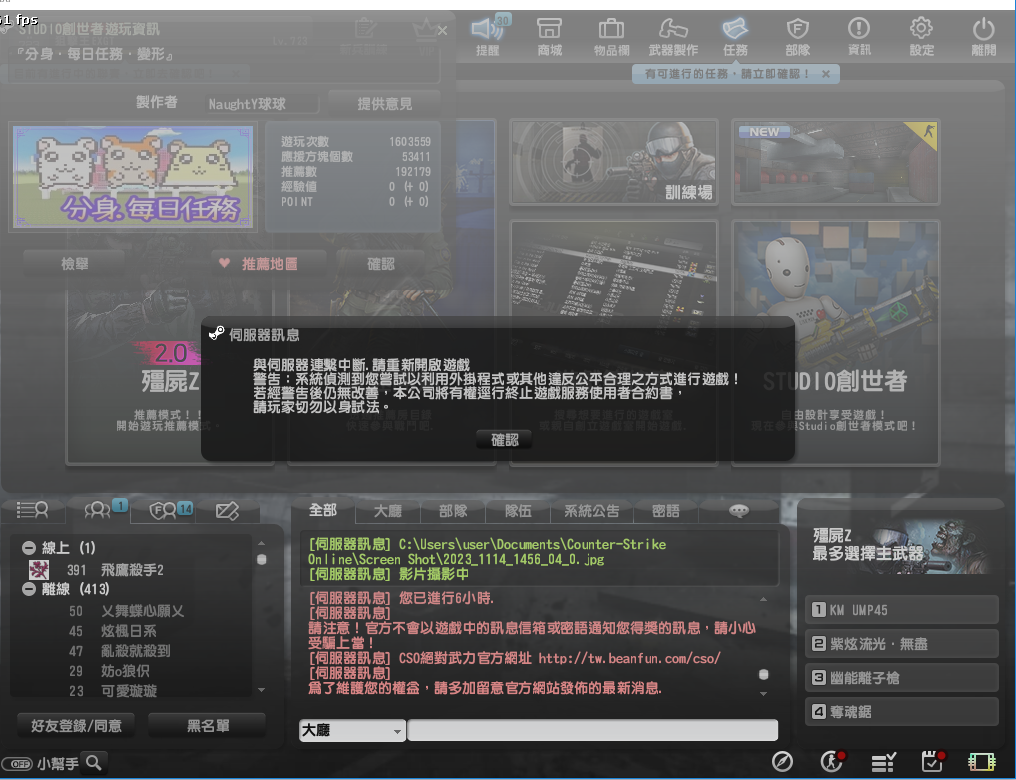 51 fps
STUDIO創世者遊玩資訊
『分身．每日任務．變形』
製作者
NaughtY球球
提供意見
分身.每日任務
遊玩次數 1603559
應援方塊個數 53411
推薦數 192179
經驗值 0 (+ 0)
POINT 0 (+ 0)
檢舉
推薦地圖
確認
30
提醒
商城
物品欄
武器製作
任務
部隊
資訊
設定
離開
有可進行的任務，請立即確認！
訓練場
NEW
2.0
殭屍Z
推薦模式！！
開始遊玩推薦模式。
STUDIO創世者
自由設計享受遊戲！
現在參與Studio創世者模式吧！
伺服器訊息
與伺服器連繫中斷.請重新開啟遊戲
警告：系統偵測到您嘗試以利用外掛程式或其他違反公平合理之方式進行遊戲！
若經警告後仍無改善，本公司將有權逕行終止遊戲服務使用者合約書，
請玩家切勿以身試法。
確認
1
14
線上 (1)
391 飛鷹殺手2
離線 (413)
50 乂舞蝶心願乂
45 炫楓日系
47 亂殺就殺到
29 妨o狼伿
23 可愛璇璇
好友登錄/同意
黑名單
OFF 小幫手
全部
大廳
部隊
隊伍
系統公告
密語
[伺服器訊息] C:\Users\user\Documents\Counter-Strike
Online\Screen Shot\2023_1114_1456_04_0.jpg
[伺服器訊息] 影片攝影中
[伺服器訊息] 您已進行6小時.
[伺服器訊息]
請注意！官方不會以遊戲中的訊息信箱或密語通知您得獎的訊息，請小心
受騙上當！
[伺服器訊息] CSO絕對武力官方網址 http://tw.beanfun.com/cso/
[伺服器訊息]
為了維護您的權益，請多加留意官方網站發佈的最新消息.
大廳
殭屍Z
最多選擇主武器
1 KM UMP45
2 紫炫流光．無盡
3 幽能離子槍
4 奪魂鋸